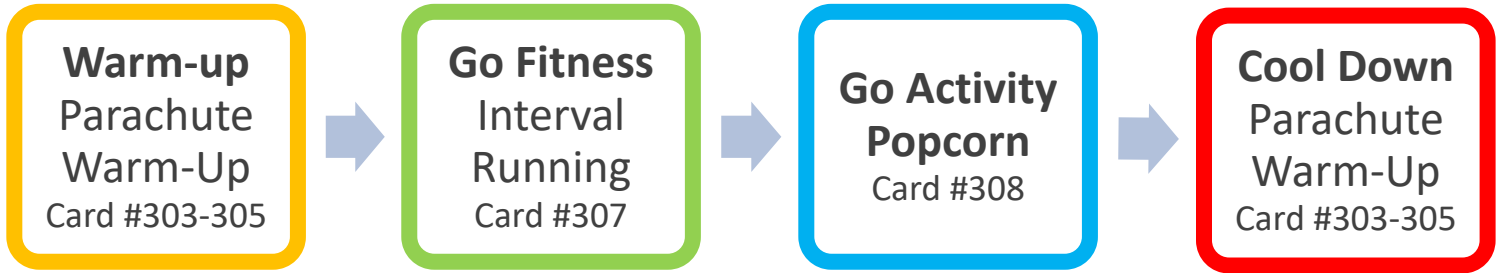 Warm-up
Parachute
Warm-Up
Card #303-305
Go Fitness
Interval
Running
Card #307
Go Activity
Popcorn
Card #308
Cool Down
Parachute
Warm-Up
Card #303-305